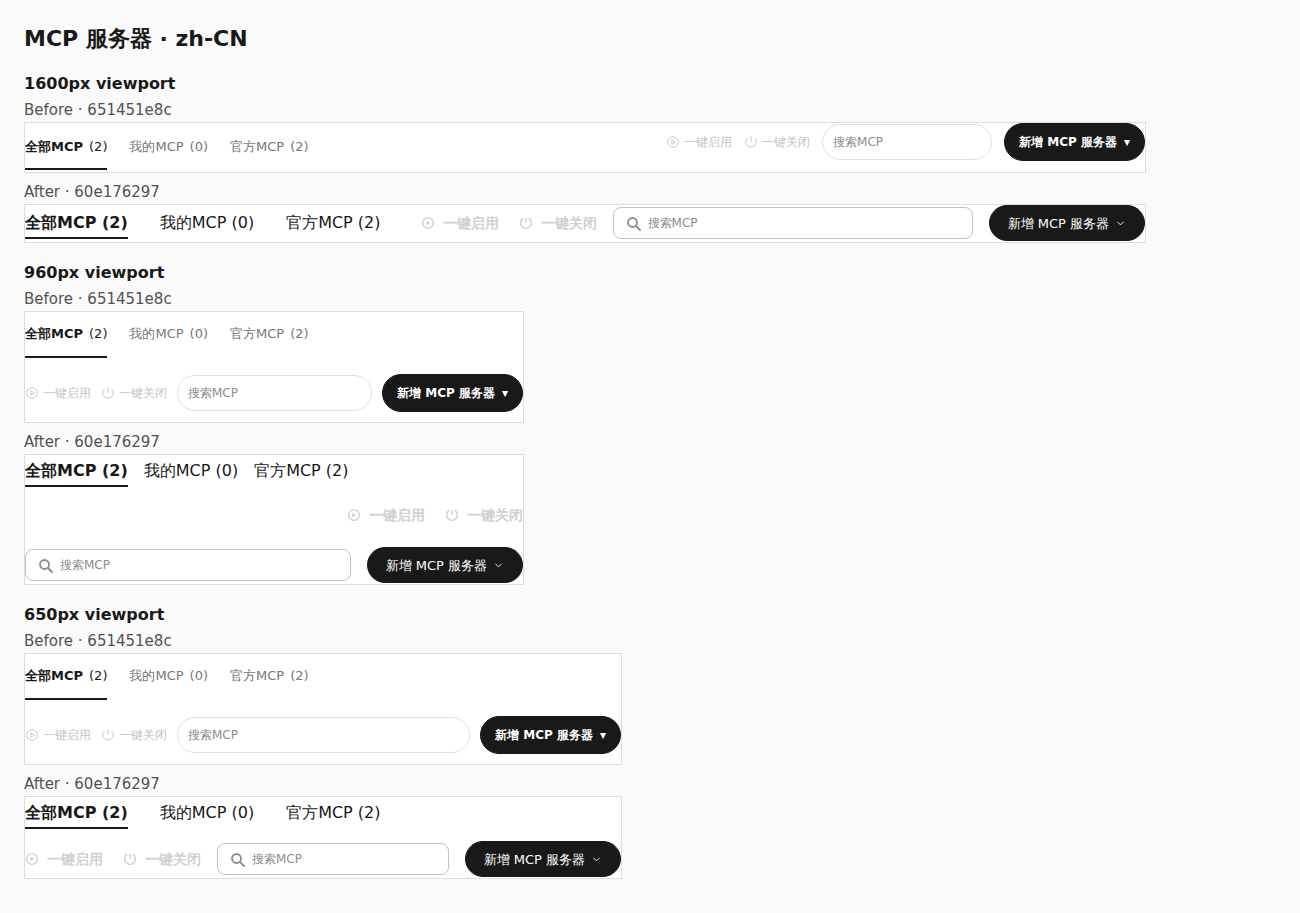 MCP 服务器 · zh-CN
1600px viewport
Before · 651451e8c
全部MCP (2) 我的MCP (0) 官方MCP (2) 一键启用 一键关闭 搜索MCP 新增 MCP 服务器 ▾
After · 60e176297
全部MCP (2) 我的MCP (0) 官方MCP (2) 一键启用 一键关闭 搜索MCP 新增 MCP 服务器
960px viewport
Before · 651451e8c
全部MCP (2) 我的MCP (0) 官方MCP (2)
一键启用 一键关闭 搜索MCP 新增 MCP 服务器 ▾
After · 60e176297
全部MCP (2) 我的MCP (0) 官方MCP (2)
一键启用 一键关闭
搜索MCP 新增 MCP 服务器
650px viewport
Before · 651451e8c
全部MCP (2) 我的MCP (0) 官方MCP (2)
一键启用 一键关闭 搜索MCP 新增 MCP 服务器 ▾
After · 60e176297
全部MCP (2) 我的MCP (0) 官方MCP (2)
一键启用 一键关闭 搜索MCP 新增 MCP 服务器